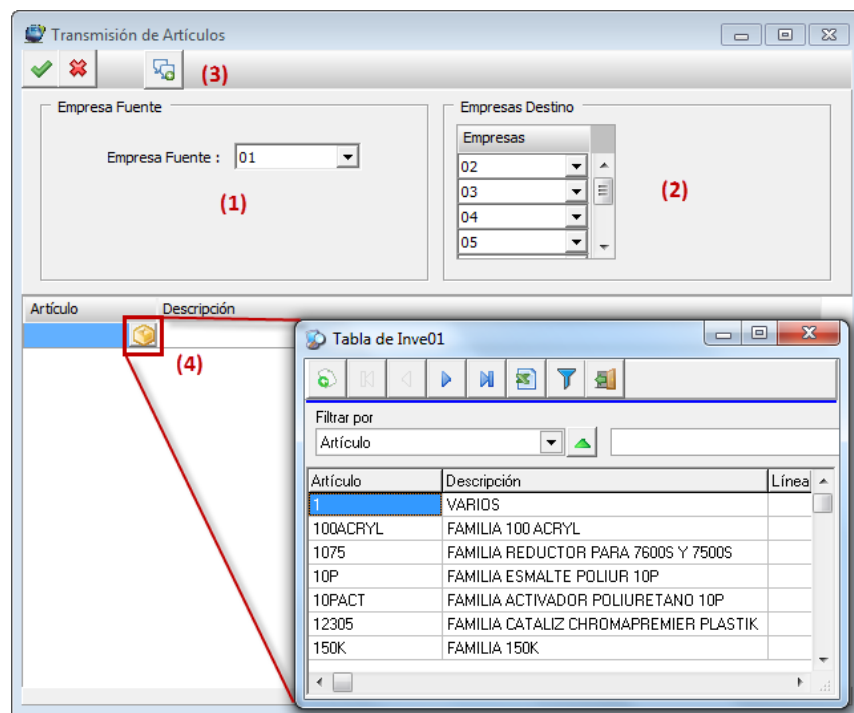 Transmisión de Artículos
(3)
Empresa Fuente
Empresas Destino
Empresas
Empresa Fuente : 01
02
03
04
05
(1)
(2)
Artículo Descripción
(4)
Tabla de Inve01
Filtrar por
Artículo
Artículo Descripción Línea
1 VARIOS
100ACRYL FAMILIA 100 ACRYL
1075 FAMILIA REDUCTOR PARA 7600S Y 7500S
10P FAMILIA ESMALTE POLIUR 10P
10PACT FAMILIA ACTIVADOR POLIURETANO 10P
12305 FAMILIA CATALIZ CHROMAPREMIER PLASTIK
150K FAMILIA 150K